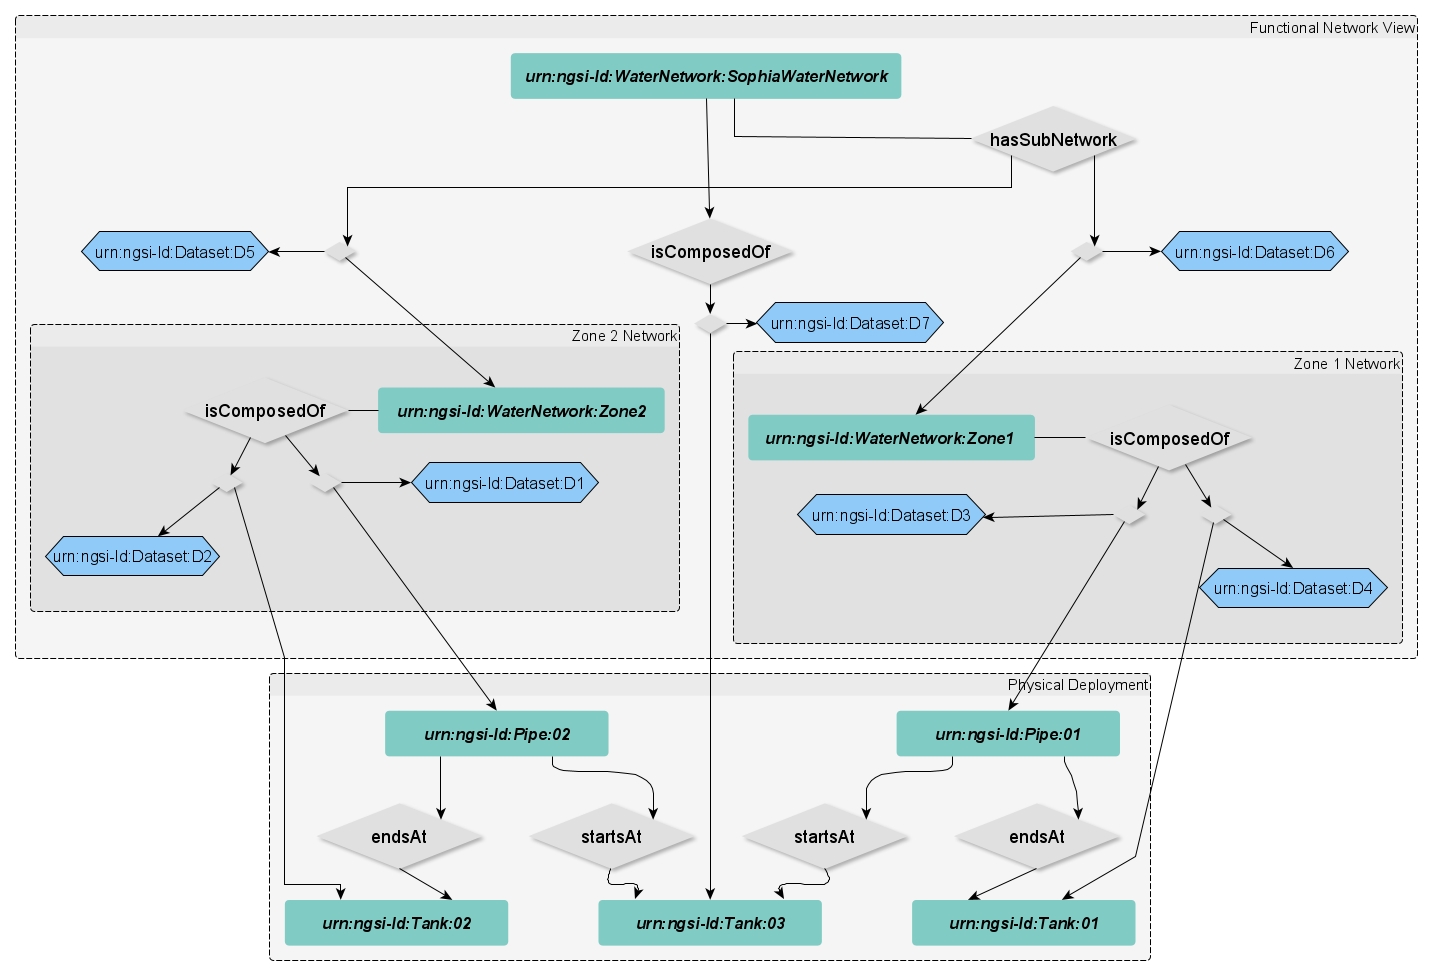 Functional Network View
urn:ngsi-ld:WaterNetwork:SophiaWaterNetwork
hasSubNetwork
urn:ngsi-ld:Dataset:D5
isComposedOf
urn:ngsi-ld:Dataset:D6
urn:ngsi-ld:Dataset:D7
Zone 2 Network
Zone 1 Network
isComposedOf
urn:ngsi-ld:WaterNetwork:Zone2
urn:ngsi-ld:WaterNetwork:Zone1
isComposedOf
urn:ngsi-ld:Dataset:D1
urn:ngsi-ld:Dataset:D3
urn:ngsi-ld:Dataset:D2
urn:ngsi-ld:Dataset:D4
Physical Deployment
urn:ngsi-ld:Pipe:02
urn:ngsi-ld:Pipe:01
endsAt
startsAt
startsAt
endsAt
urn:ngsi-ld:Tank:02
urn:ngsi-ld:Tank:03
urn:ngsi-ld:Tank:01